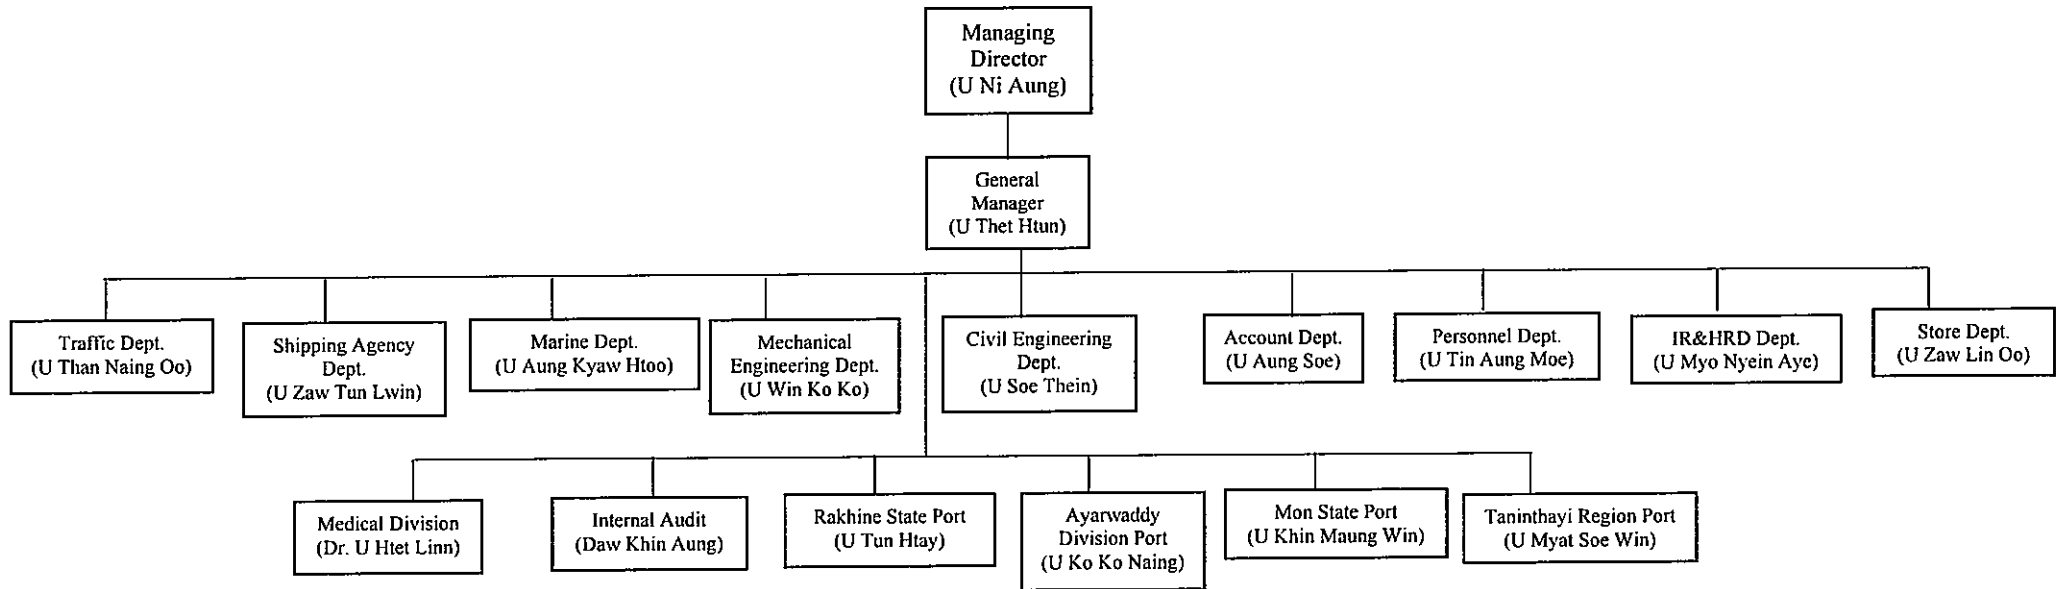 Managing
Director
(U Ni Aung)
General
Manager
(U Thet Htun)
Traffic Dept.
(U Than Naing Oo)
Shipping Agency
Dept.
(U Zaw Tun Lwin)
Marine Dept.
(U Aung Kyaw Htoo)
Mechanical
Engineering Dept.
(U Win Ko Ko)
Civil Engineering
Dept.
(U Soe Thein)
Account Dept.
(U Aung Soe)
Personnel Dept.
(U Tin Aung Moe)
IR&HRD Dept.
(U Myo Nyein Aye)
Store Dept.
(U Zaw Lin Oo)
Medical Division
(Dr. U Htet Linn)
Internal Audit
(Daw Khin Aung)
Rakhine State Port
(U Tun Htay)
Ayarwaddy
Division Port
(U Ko Ko Naing)
Mon State Port
(U Khin Maung Win)
Taninthayi Region Port
(U Myat Soe Win)